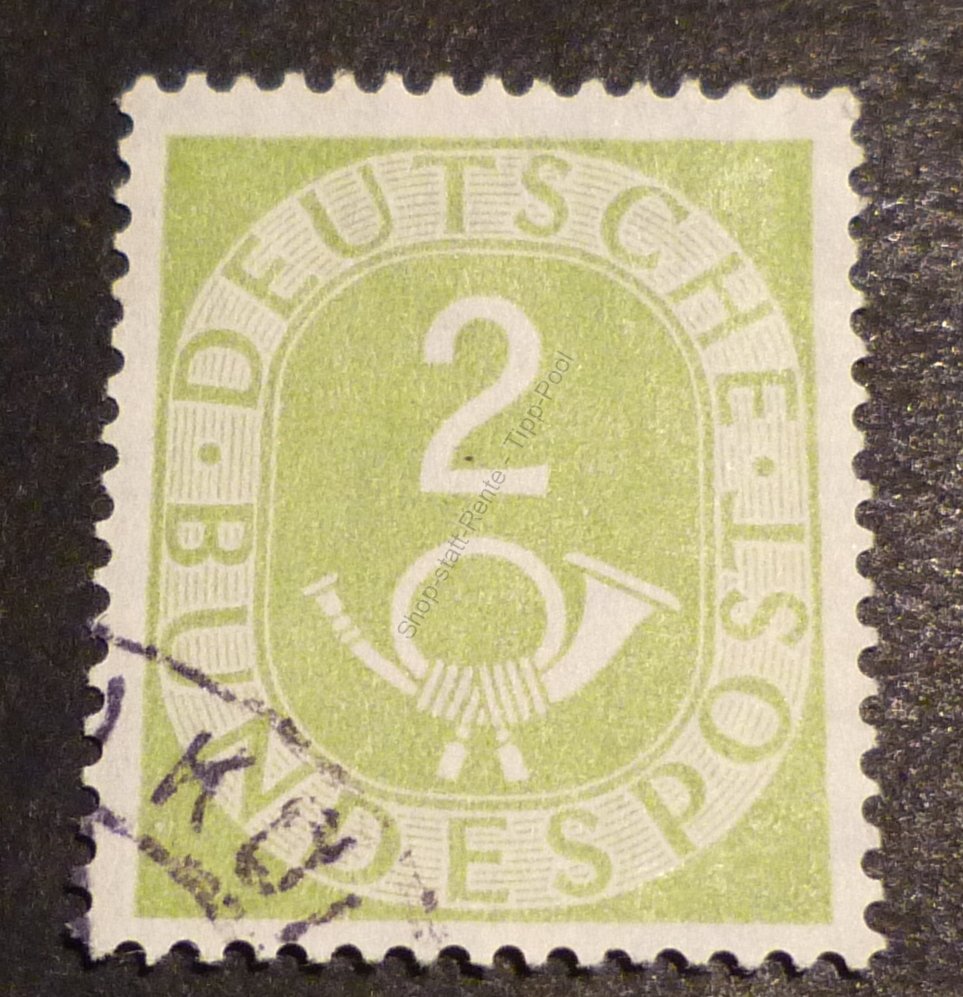 DEUTSCHE · BUNDESPOST ·
2
Shop-statt-Rente - Tipp-Pool